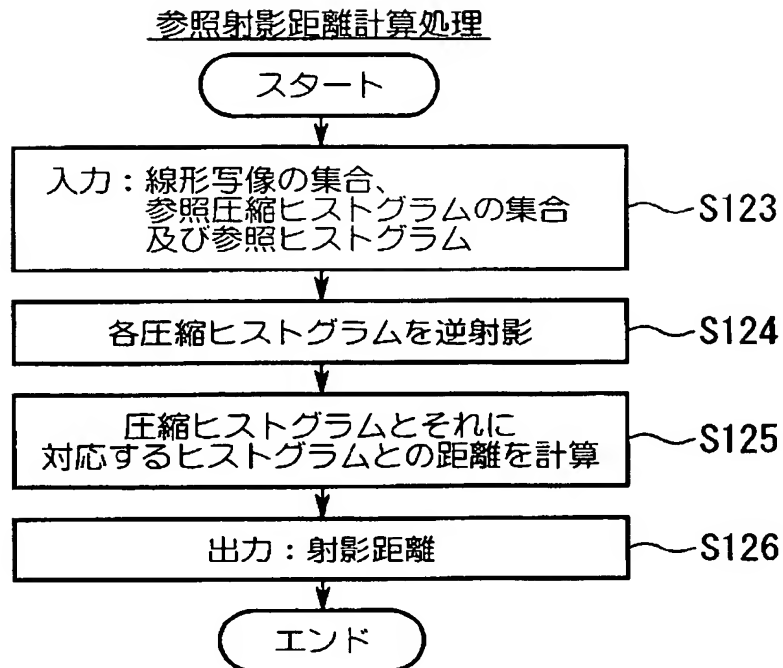 参照射影距離計算処理
スタート
入力：線形写像の集合、
参照圧縮ヒストグラムの集合
及び参照ヒストグラム
S123
各圧縮ヒストグラムを逆射影
S124
圧縮ヒストグラムとそれに
対応するヒストグラムとの距離を計算
S125
出力：射影距離
S126
エンド